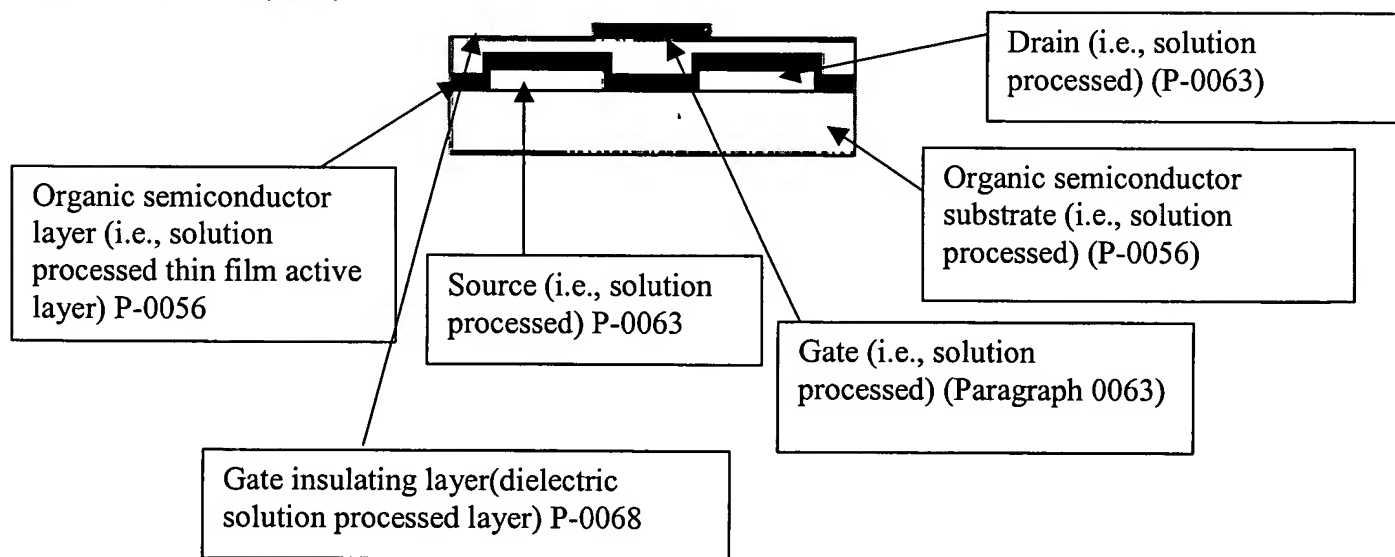 Drain (i.e., solution
processed) (P-0063)
Organic semiconductor
layer (i.e., solution
processed thin film active
layer) P-0056
Organic semiconductor
substrate (i.e., solution
processed) (P-0056)
Source (i.e., solution
processed) P-0063
Gate (i.e., solution
processed) (Paragraph 0063)
Gate insulating layer(dielectric
solution processed layer) P-0068